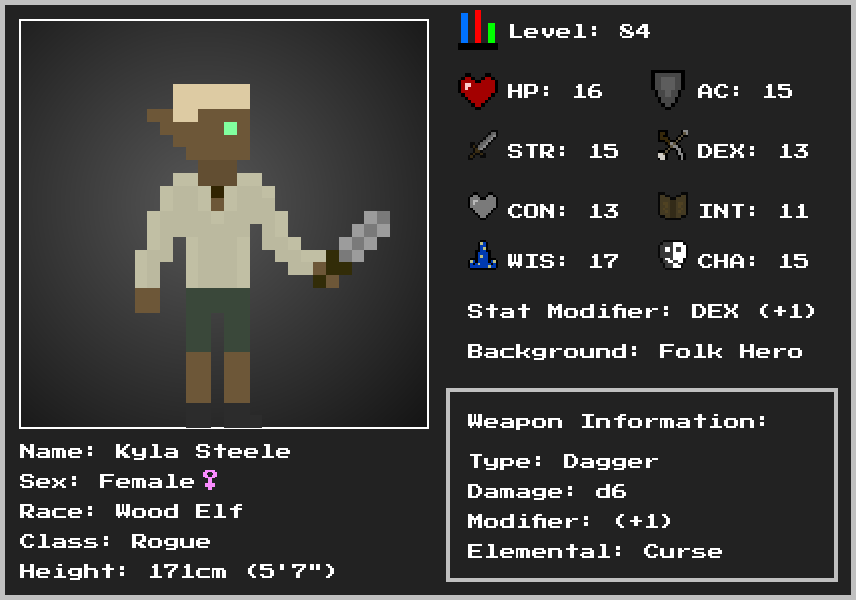 Level: 84
HP: 16 AC: 15
STR: 15 DEX: 13
CON: 13 INT: 11
WIS: 17 CHA: 15
Stat Modifier: DEX (+1)
Background: Folk Hero
Weapon Information:
Type: Dagger
Damage: d6
Modifier: (+1)
Elemental: Curse
Name: Kyla Steele
Sex: Female♀
Race: Wood Elf
Class: Rogue
Height: 171cm (5'7")